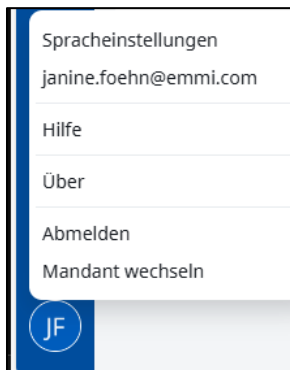 Spracheinstellungen
janine.foehn@emmi.com
Hilfe
Über
Abmelden
Mandant wechseln
JF